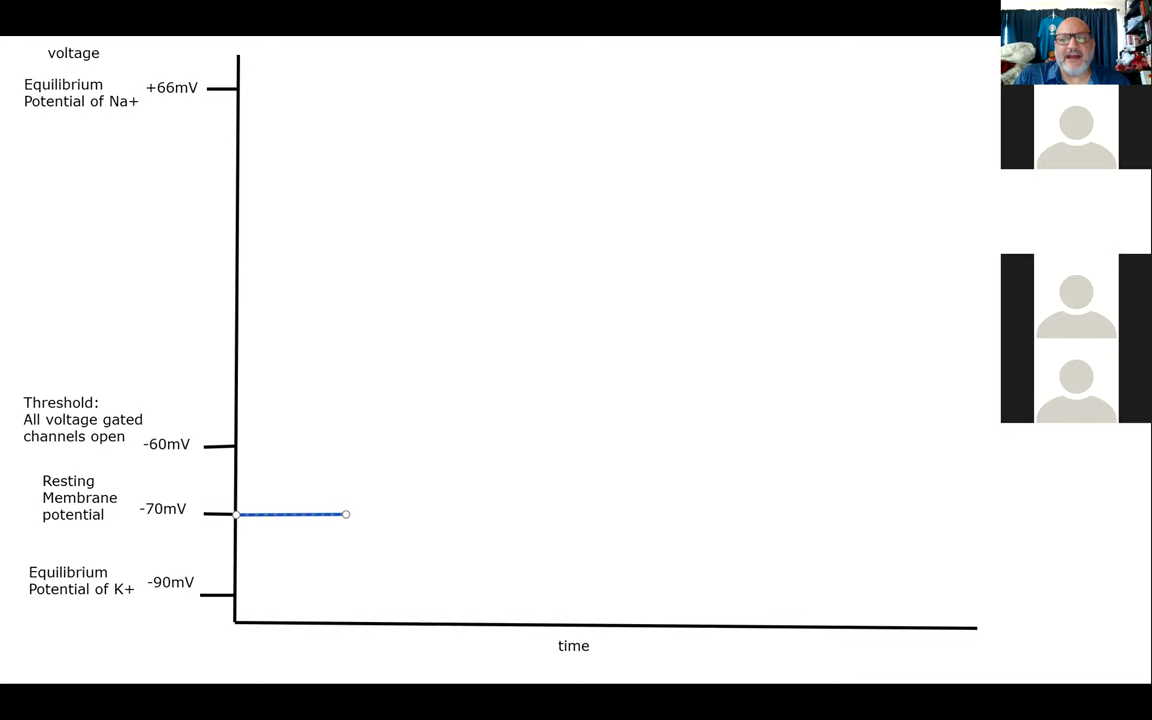 voltage
Equilibrium
Potential of Na+
+66mV
Threshold:
All voltage gated
channels open
-60mV
Resting
Membrane
potential
-70mV
Equilibrium
Potential of K+
-90mV
time